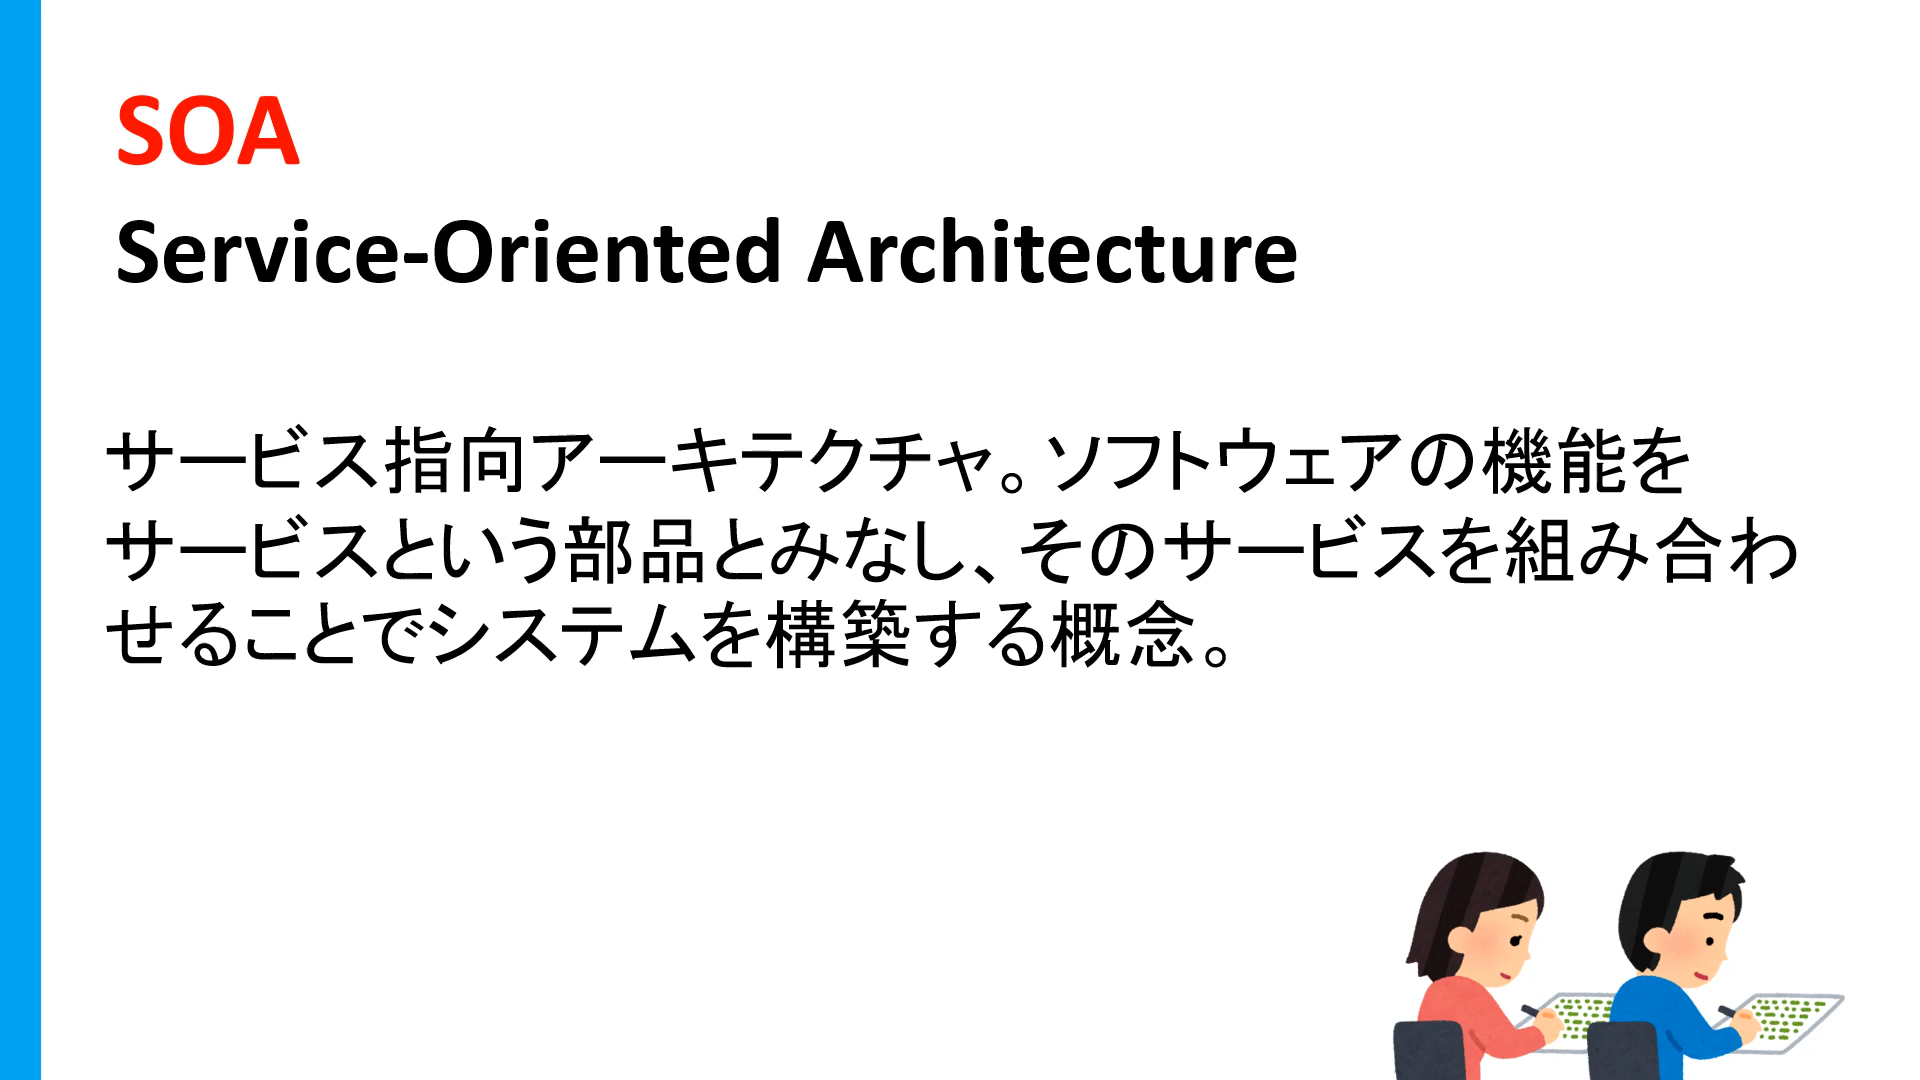 SOA
Service-Oriented Architecture
サービス指向アーキテクチャ。ソフトウェアの機能を
サービスという部品とみなし、そのサービスを組み合わ
せることでシステムを構築する概念。